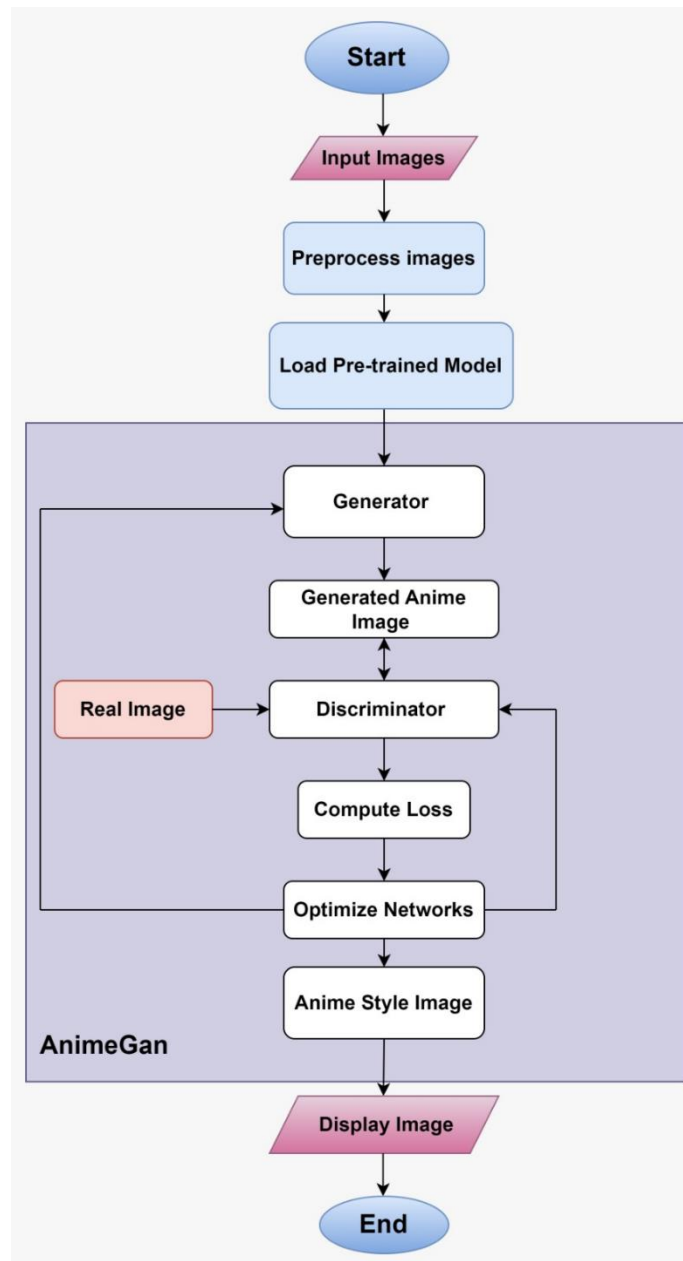 Start
Input Images
Preprocess images
Load Pre-trained Model
Generator
Generated Anime
Image
Real Image
Discriminator
Compute Loss
Optimize Networks
Anime Style Image
AnimeGan
Display Image
End